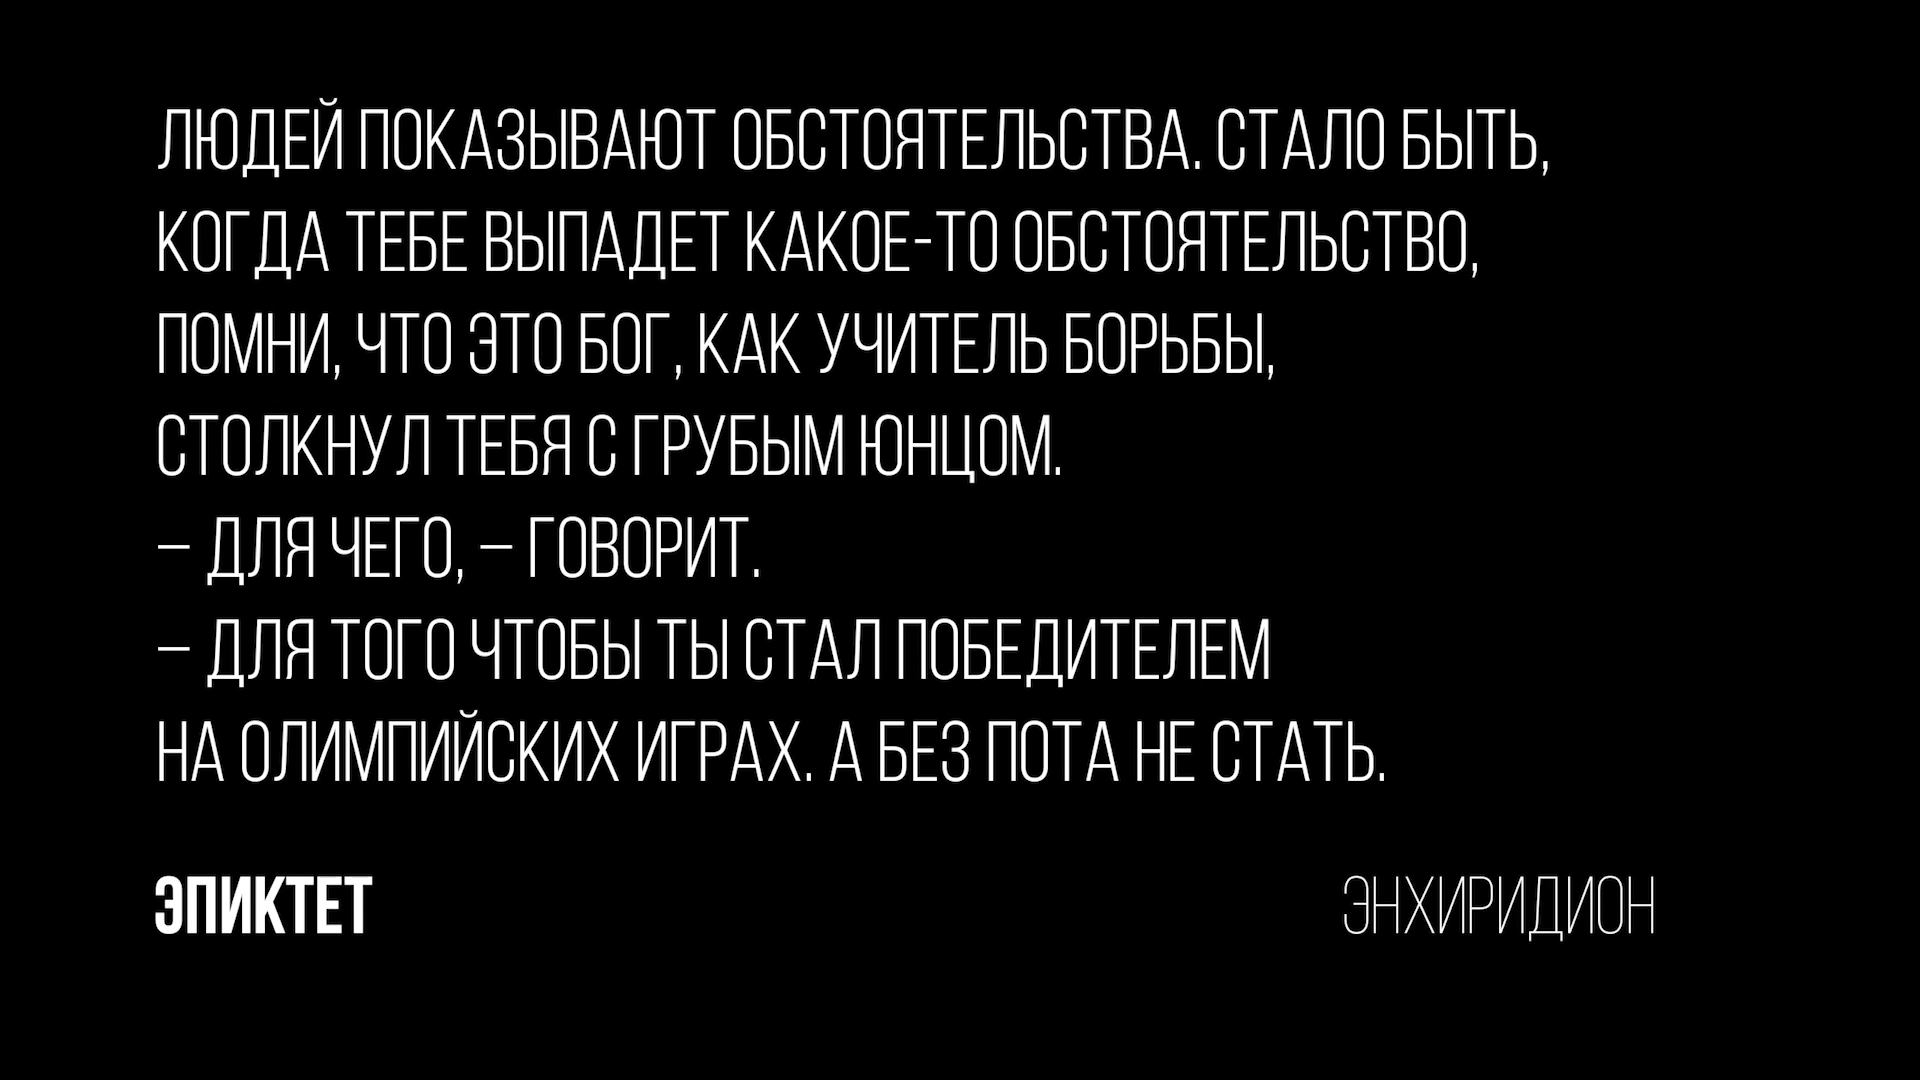 ЛЮДЕЙ ПОКАЗЫВАЮТ ОБСТОЯТЕЛЬСТВА. СТАЛО БЫТЬ,
КОГДА ТЕБЕ ВЫПАДЕТ КАКОЕ-ТО ОБСТОЯТЕЛЬСТВО,
ПОМНИ, ЧТО ЭТО БОГ, КАК УЧИТЕЛЬ БОРЬБЫ,
СТОЛКНУЛ ТЕБЯ С ГРУБЫМ ЮНЦОМ.
– ДЛЯ ЧЕГО, – ГОВОРИТ.
– ДЛЯ ТОГО ЧТОБЫ ТЫ СТАЛ ПОБЕДИТЕЛЕМ
НА ОЛИМПИЙСКИХ ИГРАХ. А БЕЗ ПОТА НЕ СТАТЬ.
ЭПИКТЕТ
ЭНХИРИДИОН